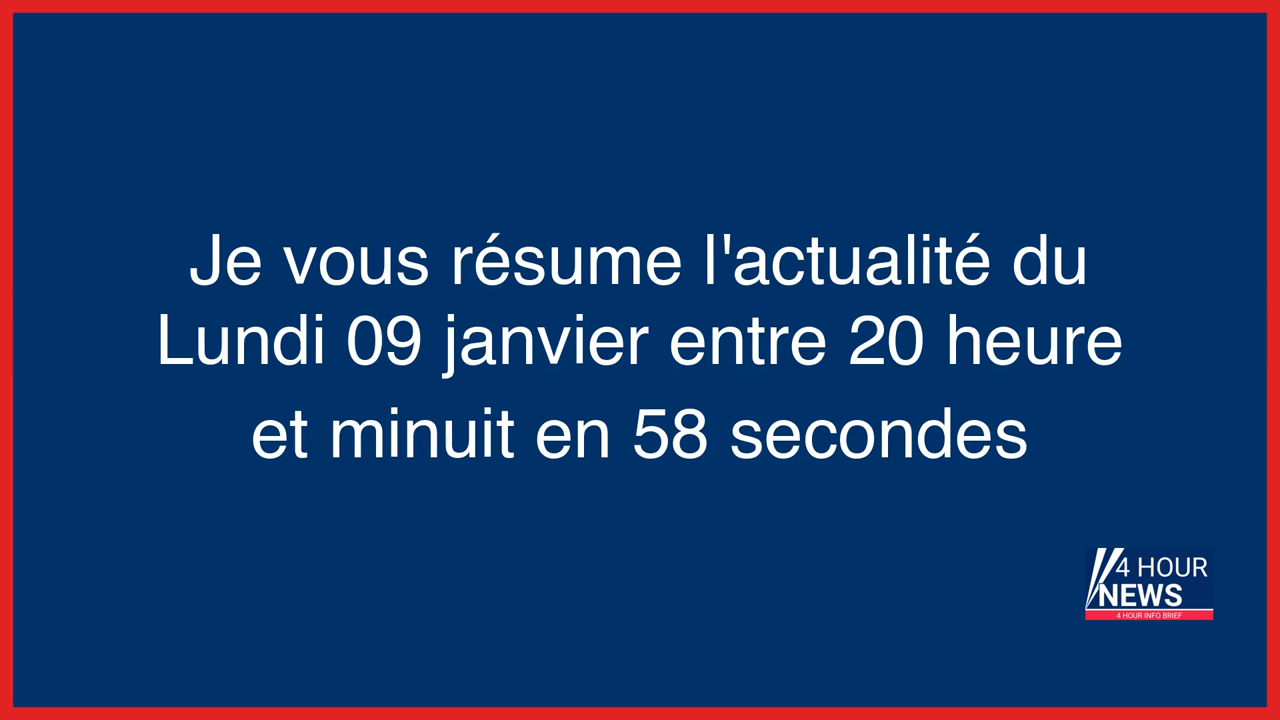 Je vous résume l'actualité du
Lundi 09 janvier entre 20 heure
et minuit en 58 secondes
4 HOUR
NEWS
4 HOUR INFO BRIEF